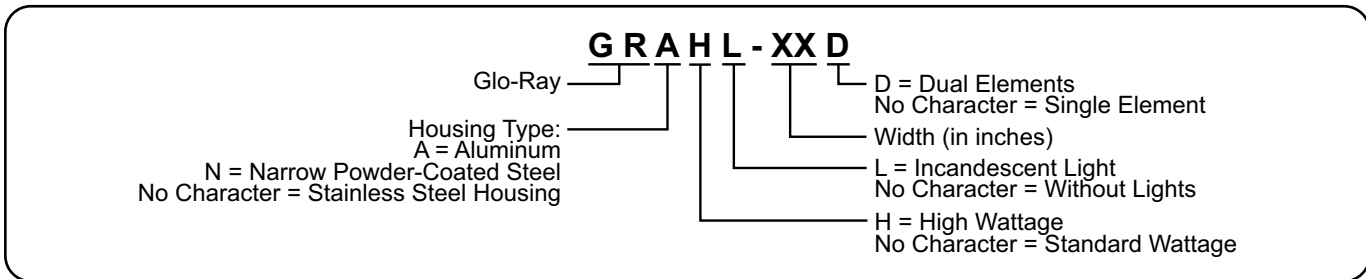 G R A H L - XX D
Glo-Ray
Housing Type:
A = Aluminum
N = Narrow Powder-Coated Steel
No Character = Stainless Steel Housing
D = Dual Elements
No Character = Single Element
Width (in inches)
L = Incandescent Light
No Character = Without Lights
H = High Wattage
No Character = Standard Wattage